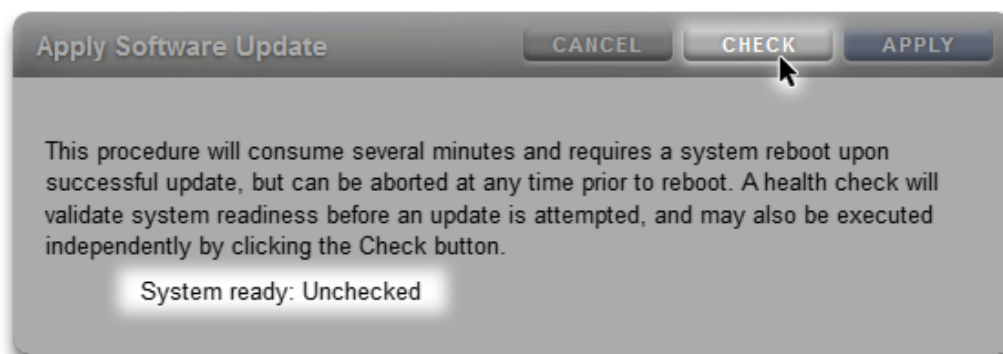 Apply Software Update
CANCEL CHECK APPLY
This procedure will consume several minutes and requires a system reboot upon
successful update, but can be aborted at any time prior to reboot. A health check will
validate system readiness before an update is attempted, and may also be executed
independently by clicking the Check button.
System ready: Unchecked